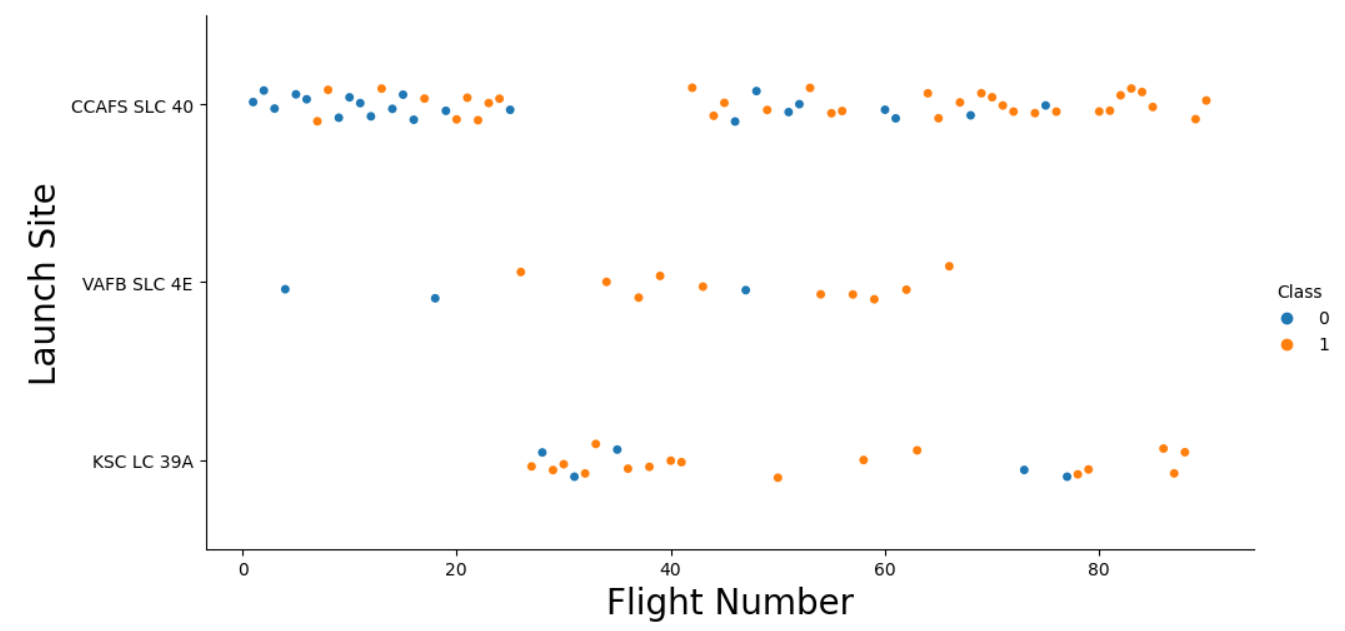 Launch Site
CCAFS SLC 40
VAFB SLC 4E
KSC LC 39A
0 20 40 60 80
Flight Number
Class
0
1